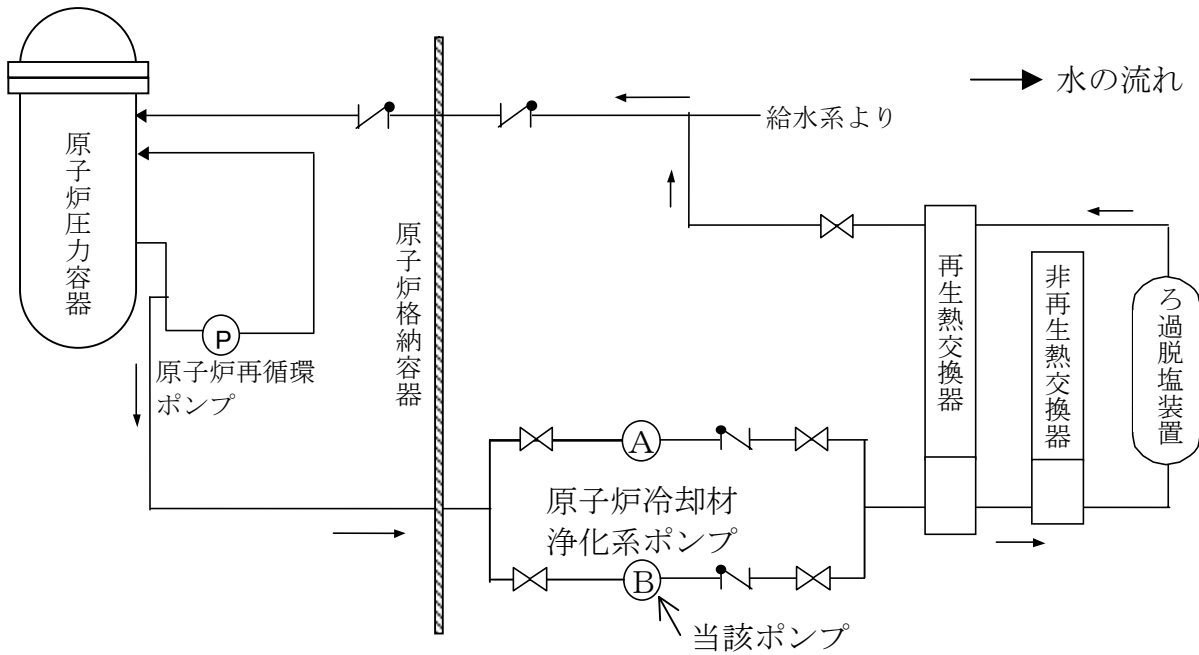 水の流れ
給水系より
原子炉圧力容器
原子炉格納容器
P
原子炉再循環
ポンプ
再生熱交換器
非再生熱交換器
ろ過脱塩装置
A
原子炉冷却材
浄化系ポンプ
B
当該ポンプ